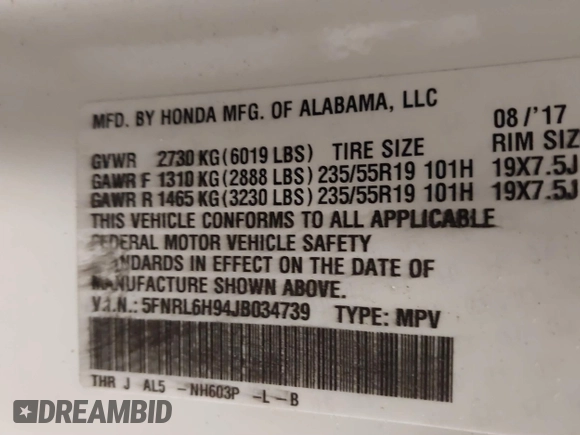 MFD. BY HONDA MFG. OF ALABAMA, LLC 08/'17
GVWR 2730 KG(6019 LBS) TIRE SIZE RIM SIZ
GAWR F 1310 KG(2888 LBS) 235/55R19 101H 19X7.5J
GAWR R 1465 KG(3230 LBS) 235/55R19 101H 19X7.5J
THIS VEHICLE CONFORMS TO ALL APPLICABLE
FEDERAL MOTOR VEHICLE SAFETY
STANDARDS IN EFFECT ON THE DATE OF
MANUFACTURE SHOWN ABOVE.
V.I.N.: 5FNRL6H94JB034739 TYPE: MPV
THR J AL5 -NH603P -L-B
DREAMBID